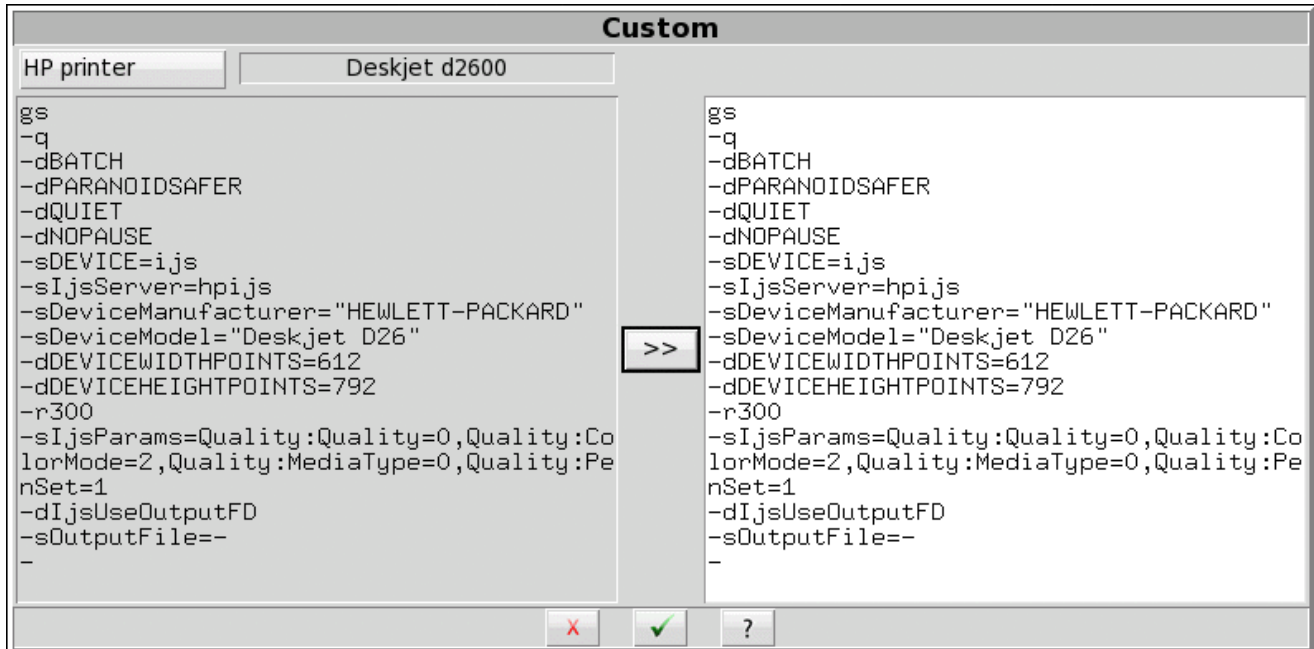 Custom
HP printer
Deskjet d2600
gs
-q
-dBATCH
-dPARANOIDSAFER
-dQUIET
-dNOPAUSE
-sDEVICE=ijs
-sIjsServer=hpijs
-sDeviceManufacturer="HEWLETT-PACKARD"
-sDeviceModel="Deskjet D26"
-dDEVICEWIDTHPOINTS=612
-dDEVICEHEIGHTPOINTS=792
-r300
-sIjsParams=Quality:Quality=0,Quality:Co
lorMode=2,Quality:MediaType=0,Quality:Pe
nSet=1
-dIjsUseOutputFD
-sOutputFile=-
-
>>
gs
-q
-dBATCH
-dPARANOIDSAFER
-dQUIET
-dNOPAUSE
-sDEVICE=ijs
-sIjsServer=hpijs
-sDeviceManufacturer="HEWLETT-PACKARD"
-sDeviceModel="Deskjet D26"
-dDEVICEWIDTHPOINTS=612
-dDEVICEHEIGHTPOINTS=792
-r300
-sIjsParams=Quality:Quality=0,Quality:Co
lorMode=2,Quality:MediaType=0,Quality:Pe
nSet=1
-dIjsUseOutputFD
-sOutputFile=-
-
?